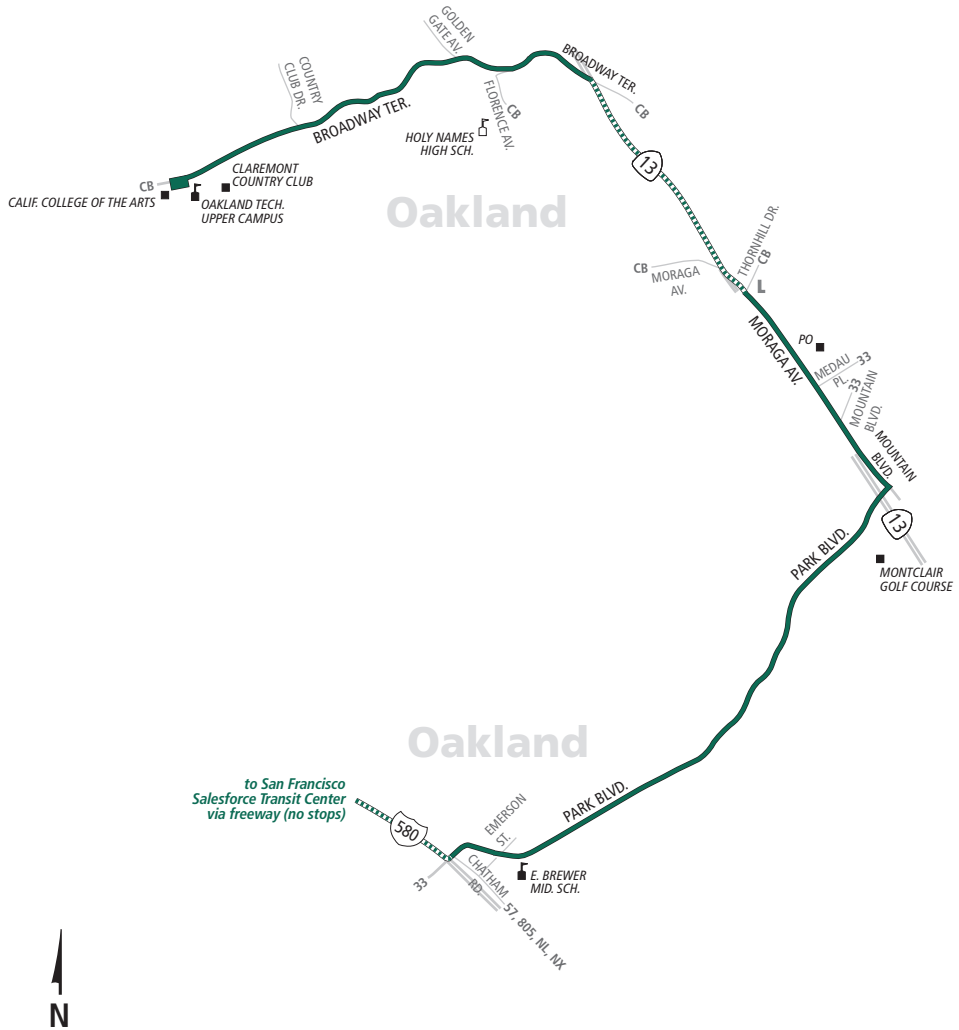 GOLDEN
GATE AV.
COUNTRY
CLUB DR.
BROADWAY TER.
BROADWAY TER.
CB
FLORENCE AV.
CB
HOLY NAMES
HIGH SCH.
13
CLAREMONT
COUNTRY CLUB
CB
CALIF. COLLEGE OF THE ARTS
OAKLAND TECH.
UPPER CAMPUS
Oakland
THORNHILL DR.
CB
CB
MORAGA
AV.
L
MORAGA AV.
PO
MEDAU
PL.
33
33
MOUNTAIN
BLVD.
MOUNTAIN
BLVD.
13
PARK BLVD.
MONTCLAIR
GOLF COURSE
Oakland
to San Francisco
Salesforce Transit Center
via freeway (no stops)
580
EMERSON
ST.
PARK BLVD.
CHATHAM
RD.
33
E. BREWER
MID. SCH.
57, 805, NL, NX
N